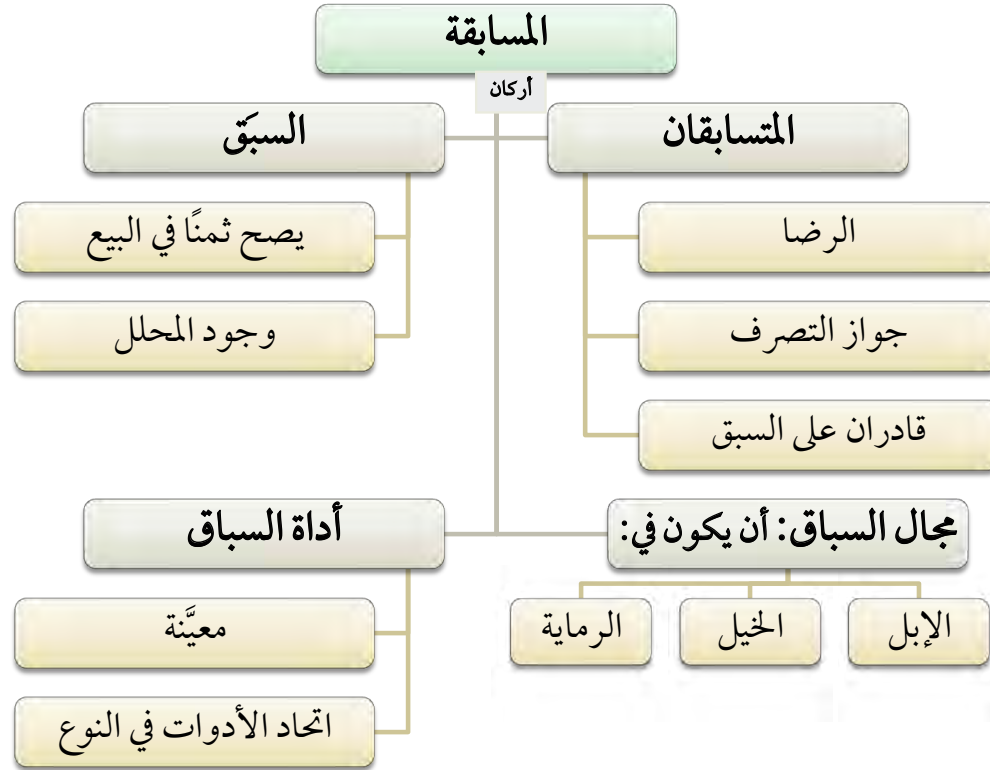 المسابقة
أركان
المتسابقان
الرضا
جواز التصرف
قادران على السبق
السبَق
يصح ثمنًا في البيع
وجود المحلل
مجال السباق: أن يكون في:
الإبل
الخيل
الرماية
أداة السباق
معيَّنة
اتحاد الأدوات في النوع